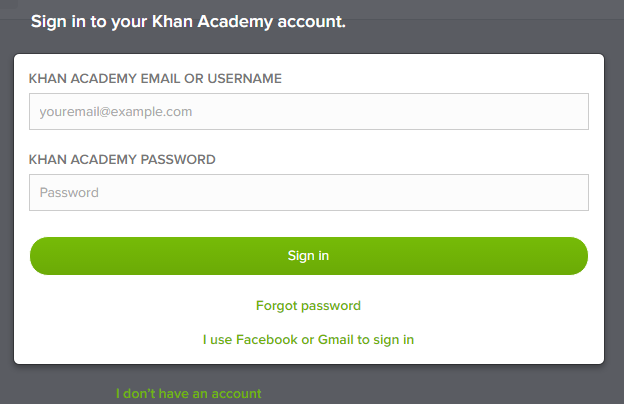 Sign in to your Khan Academy account.
KHAN ACADEMY EMAIL OR USERNAME
youremail@example.com
KHAN ACADEMY PASSWORD
Password
Sign in
Forgot password
I use Facebook or Gmail to sign in
I don't have an account